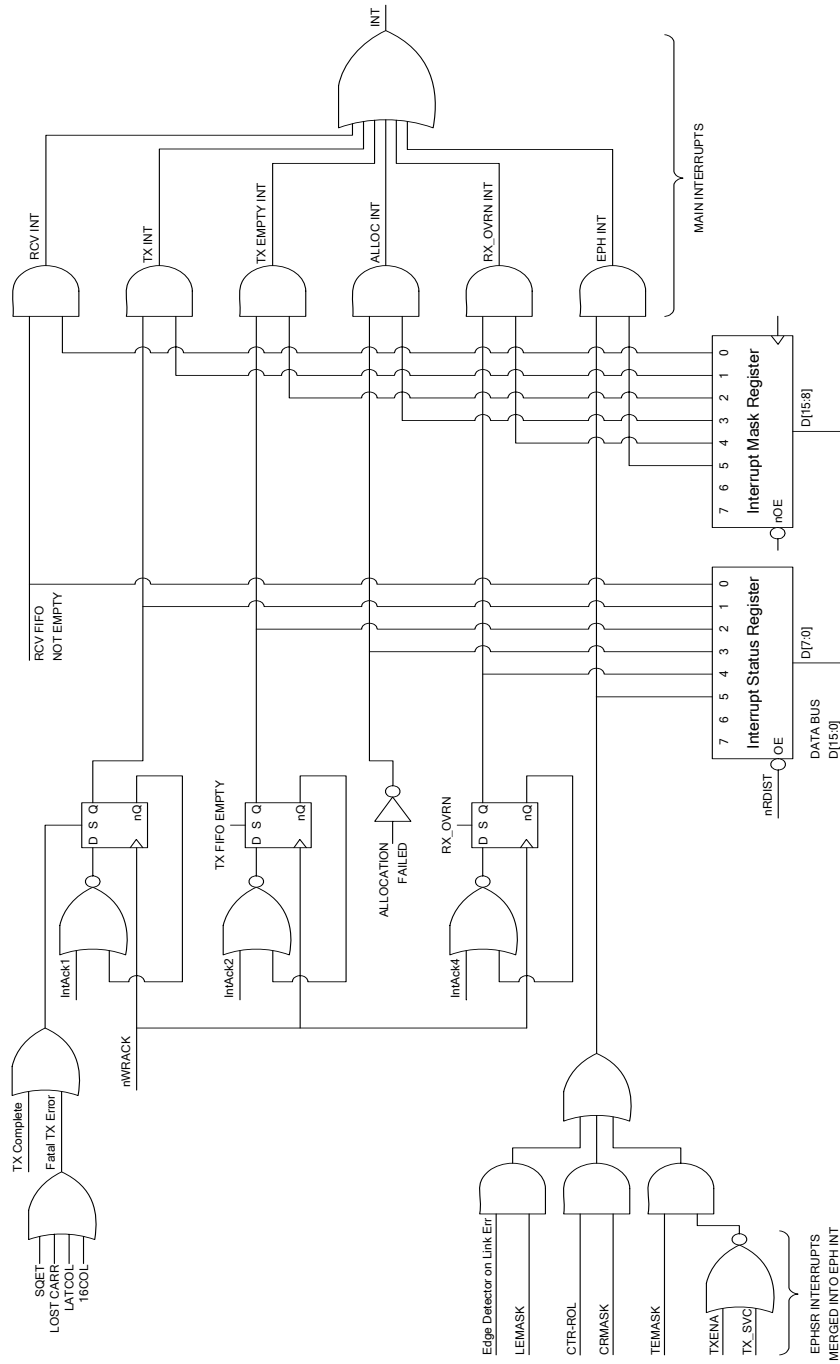 INT
RCV INT
TX INT
TX EMPTY INT
ALLOC INT
RX_OVRN INT
EPH INT
MAIN INTERRUPTS
RCV FIFO
NOT EMPTY
0
1
2
3
4
5
6
7
Interrupt Mask Register
nOE
D[15:8]
0
1
2
3
4
5
6
7
Interrupt Status Register
OE
nRDIST
D[7:0]
DATA BUS
D[15:0]
D S Q
nQ
IntAck1
TX FIFO EMPTY
D S Q
nQ
IntAck2
ALLOCATION
FAILED
RX_OVRN
D S Q
nQ
IntAck4
nWRACK
TX Complete
Fatal TX Error
SQET
LOST CARR
LATCOL
16COL
Edge Detector on Link Err
LEMASK
CTR-ROL
CRMASK
TEMASK
TXENA
TX_SVC
EPHSR INTERRUPTS
MERGED INTO EPH INT